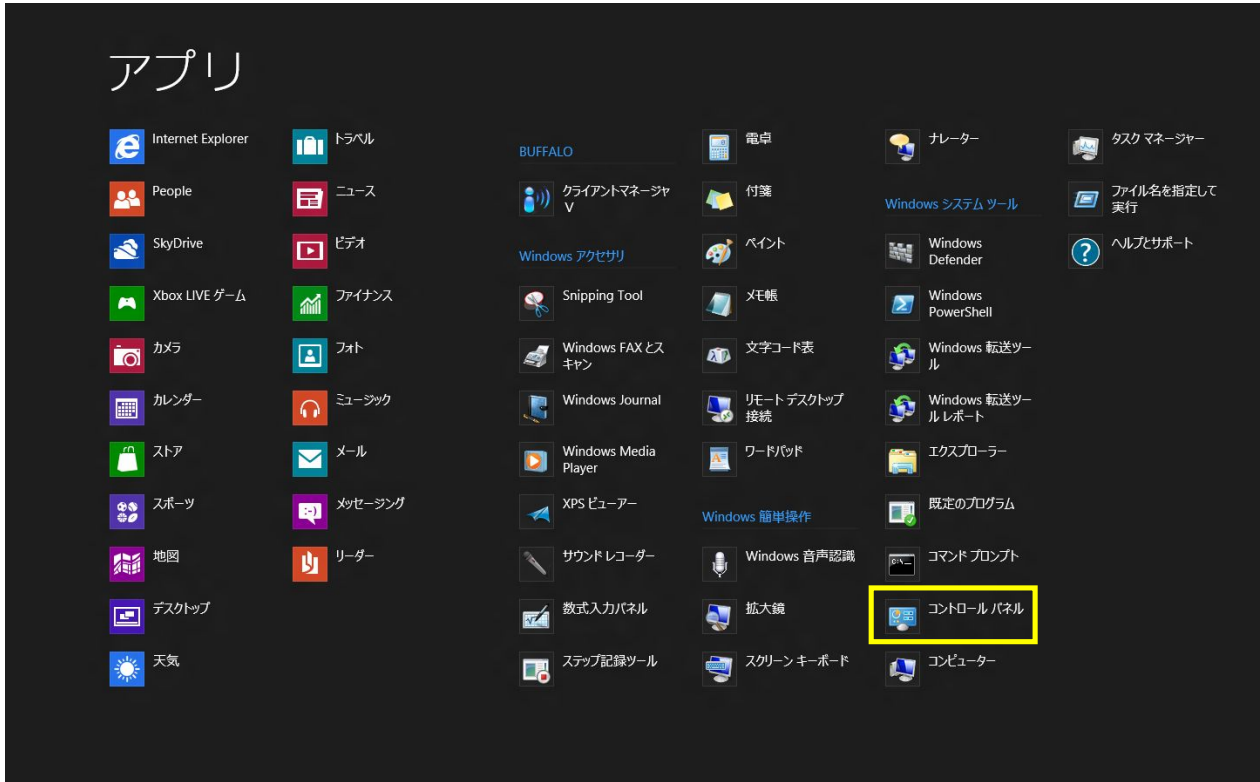 アプリ
Internet Explorer
People
SkyDrive
Xbox LIVE ゲーム
カメラ
カレンダー
ストア
スポーツ
地図
デスクトップ
天気
トラベル
ニュース
ビデオ
ファイナンス
フォト
ミュージック
メール
メッセージング
リーダー
BUFFALO
クライアントマネージャ
V
Windows アクセサリ
Snipping Tool
Windows FAX とス
キャン
Windows Journal
Windows Media
Player
XPS ビューアー
サウンド レコーダー
数式入力パネル
ステップ記録ツール
電卓
付箋
ペイント
メモ帳
文字コード表
リモート デスクトップ
接続
ワードパッド
Windows 簡単操作
Windows 音声認識
拡大鏡
スクリーン キーボード
ナレーター
Windows システム ツール
Windows
Defender
Windows
PowerShell
Windows 転送ツー
ル
Windows 転送ツー
ル レポート
エクスプローラー
既定のプログラム
コマンド プロンプト
コントロール パネル
コンピューター
タスク マネージャー
ファイル名を指定して
実行
ヘルプとサポート